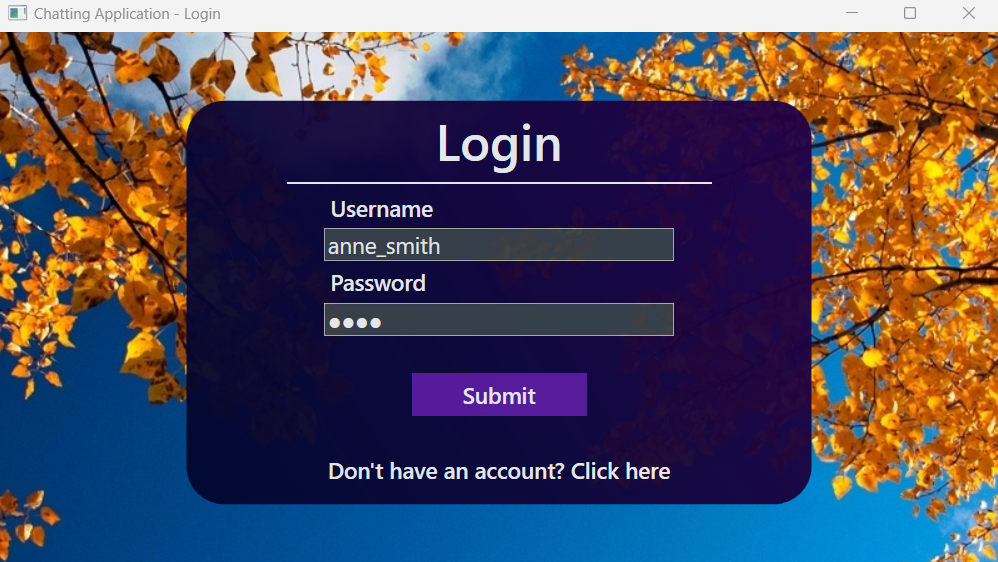 Chatting Application - Login
Login
Username
anne_smith
Password
●●●●
Submit
Don't have an account? Click here